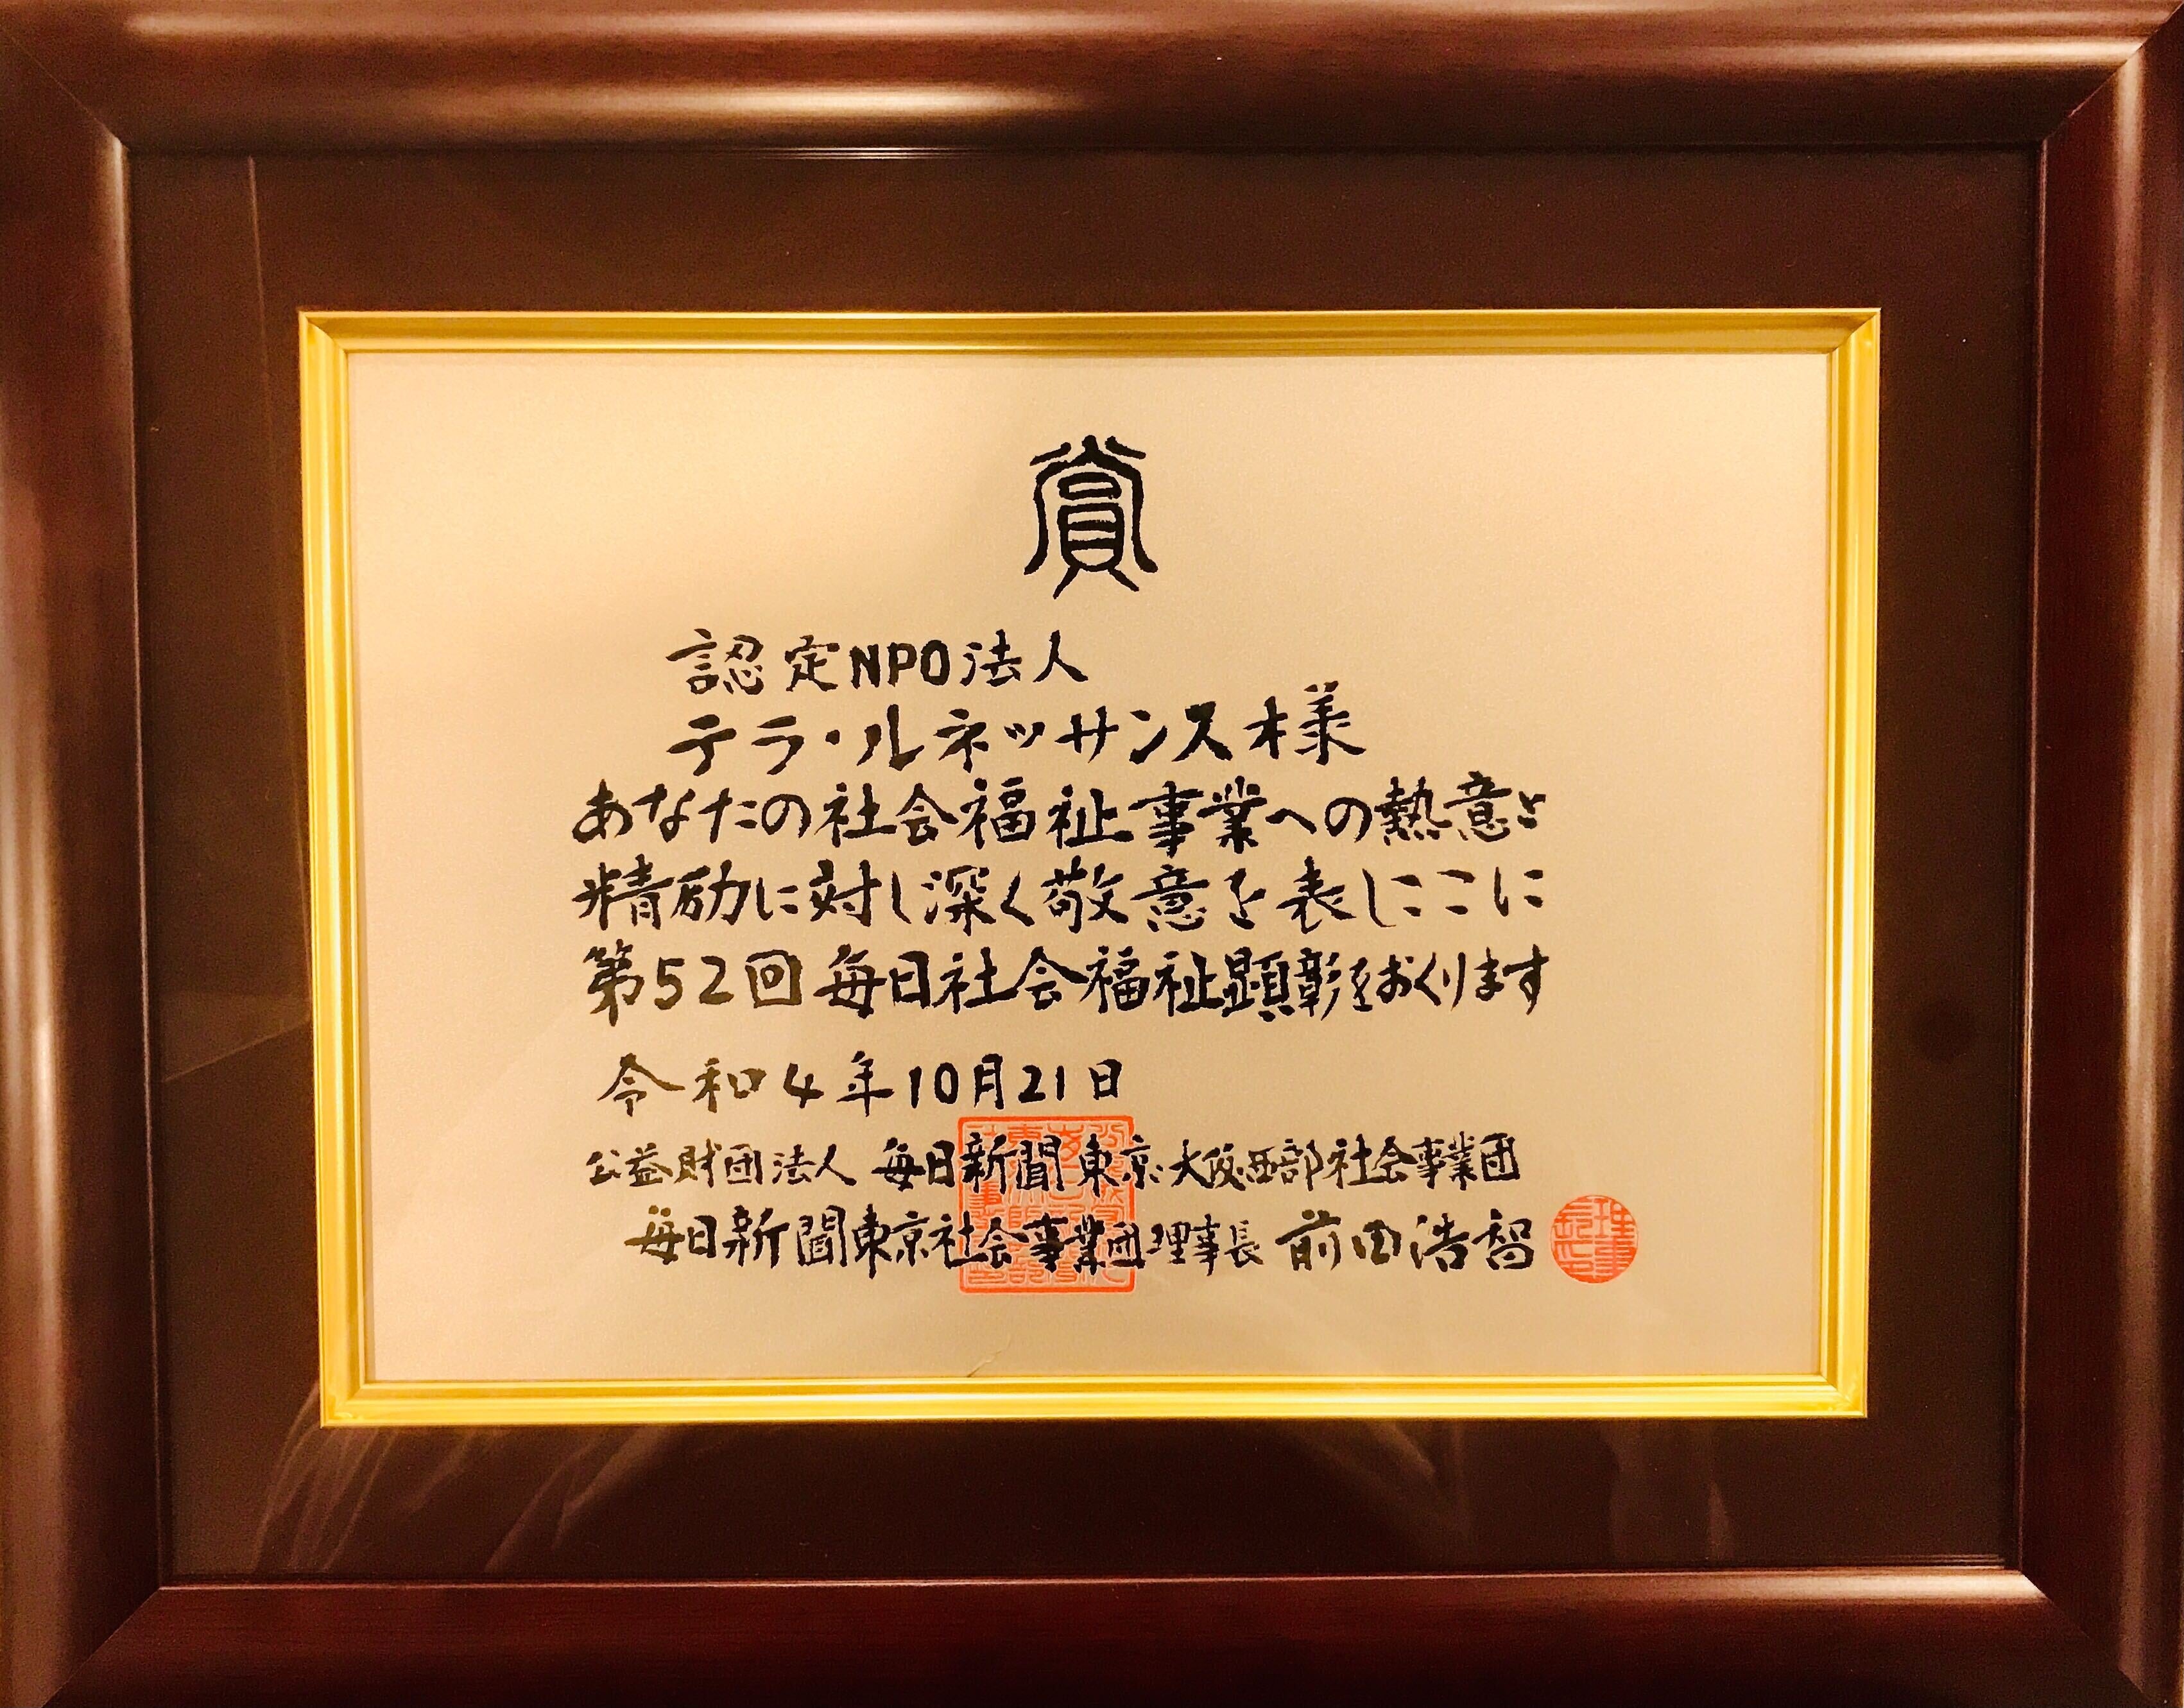 賞
認定NPO法人
テラ・ルネッサンス様
あなたの社会福祉事業への熱意と
精励に対し深く敬意を表しここに
第52回毎日社会福祉顕彰をおくります
令和4年10月21日
公益財団法人 毎日新聞東京・大阪・西部社会事業団
毎日新聞東京社会事業団理事長 前田浩智